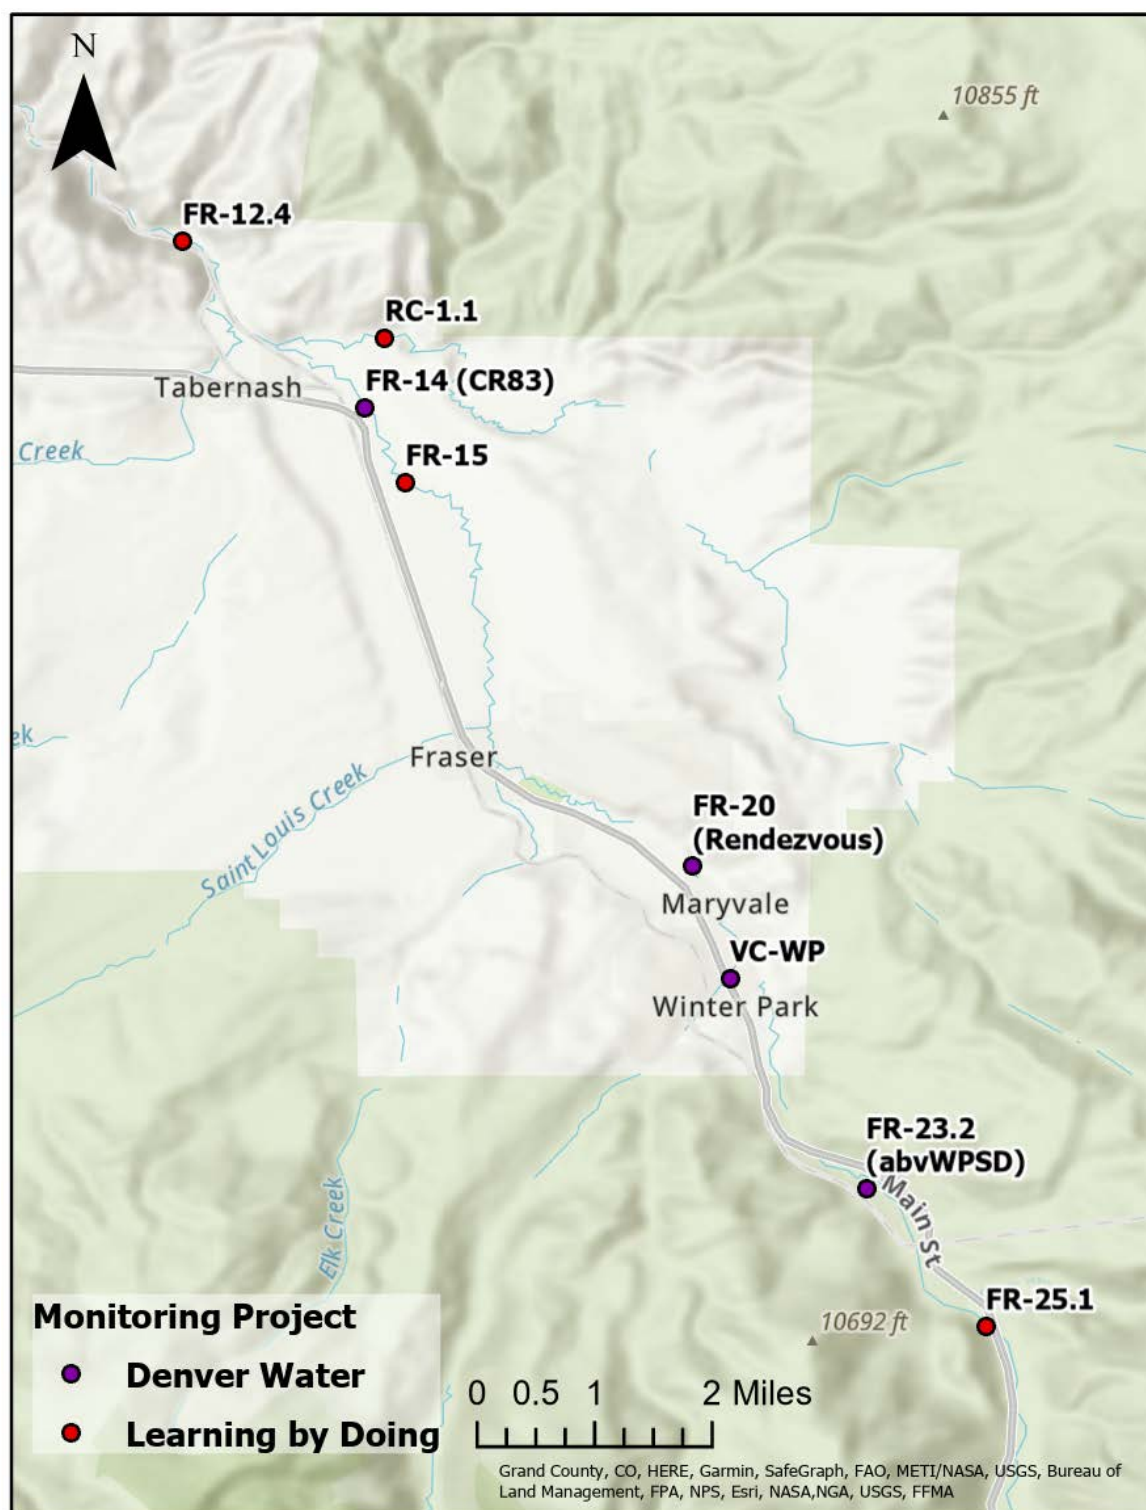 N
10855 ft
FR-12.4
RC-1.1
FR-14 (CR83)
Tabernash
Creek
FR-15
ek
Fraser
Saint Louis Creek
FR-20
(Rendezvous)
Maryvale
VC-WP
Winter Park
FR-23.2
(abvWPSD)
Main St
Elk Creek
FR-25.1
10692 ft
Monitoring Project
Denver Water
Learning by Doing
0 0.5 1 2 Miles
Grand County, CO, HERE, Garmin, SafeGraph, FAO, METI/NASA, USGS, Bureau of
Land Management, FPA, NPS, Esri, NASA,NGA, USGS, FFMA